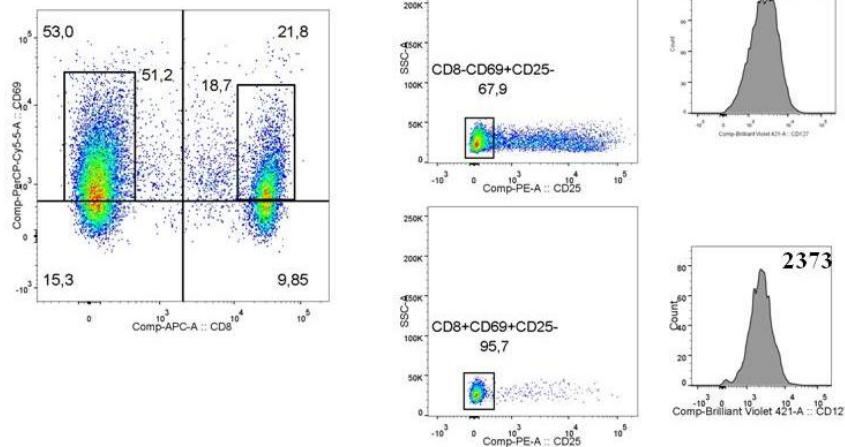 53,0
21,8
51,2
18,7
15,3
9,85
10^5
10^4
10^3
0
-10^3
Comp-PerCP-Cy5-5-A :: CD69
0
10^3
10^4
10^5
Comp-APC-A :: CD8
200K
150K
100K
50K
0
SSC-A
CD8-CD69+CD25-
67,9
-10^3
0
10^3
10^4
10^5
Comp-PE-A :: CD25
Count
Comp-Brilliant Violet 421-A :: CD127
250K
200K
150K
100K
50K
0
SSC-A
CD8+CD69+CD25-
95,7
-10^3
0
10^3
10^4
10^5
Comp-PE-A :: CD25
2373
80
60
40
20
0
Count
-10^3
0
10^3
10^4
10^5
Comp-Brilliant Violet 421-A :: CD12